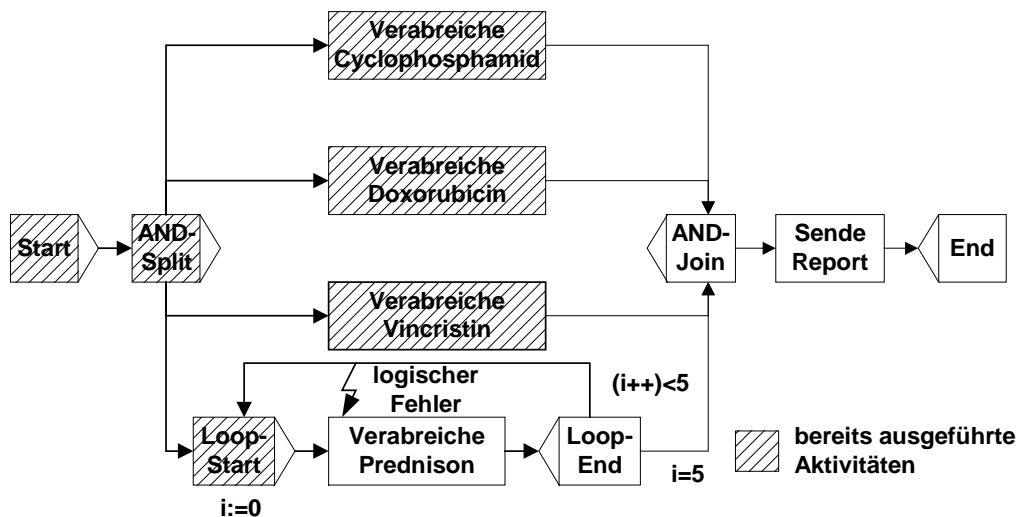 Verabreiche
Cyclophosphamid
Verabreiche
Doxorubicin
Start
AND-
Split
AND-
Join
Sende
Report
End
Verabreiche
Vincristin
logischer
Fehler
(i++)<5
Loop-
Start
Verabreiche
Prednison
Loop-
End
i=5
i:=0
bereits ausgeführte
Aktivitäten